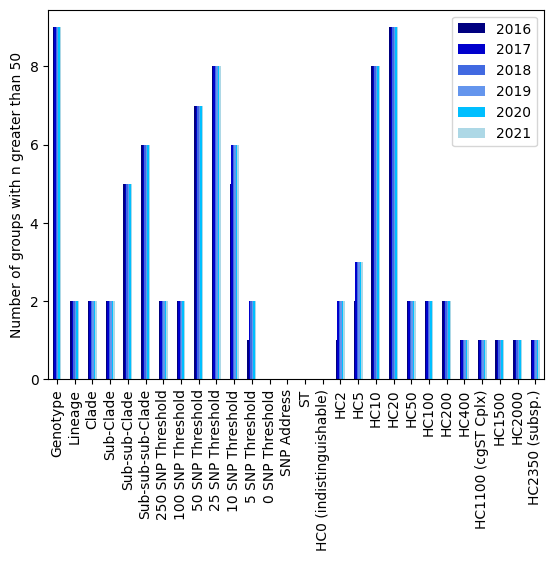 Number of groups with n greater than 50
8
6
4
2
0
2016
2017
2018
2019
2020
2021
Genotype
Lineage
Clade
Sub-Clade
Sub-sub-Clade
Sub-sub-sub-Clade
250 SNP Threshold
100 SNP Threshold
50 SNP Threshold
25 SNP Threshold
10 SNP Threshold
5 SNP Threshold
0 SNP Threshold
SNP Address
ST
HC0 (indistinguishable)
HC2
HC5
HC10
HC20
HC50
HC100
HC200
HC400
HC1100 (cgST Cplx)
HC1500
HC2000
HC2350 (subsp.)